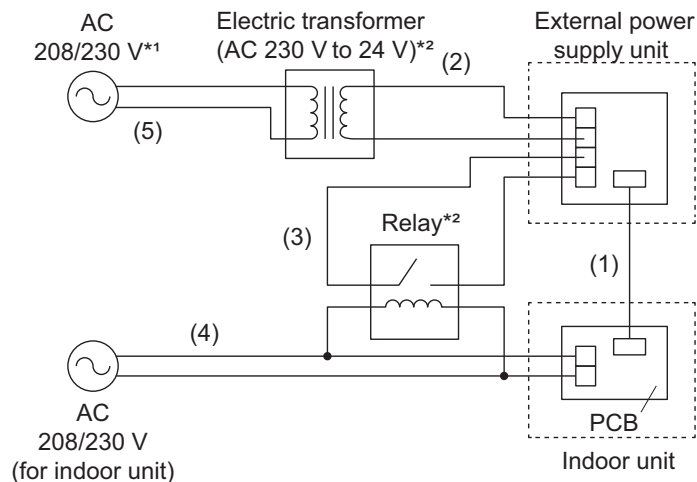 AC
208/230 V*¹
Electric transformer
(AC 230 V to 24 V)*²
External power
supply unit
(2)
(5)
(3)
Relay*²
(1)
(4)
AC
208/230 V
(for indoor unit)
PCB
Indoor unit